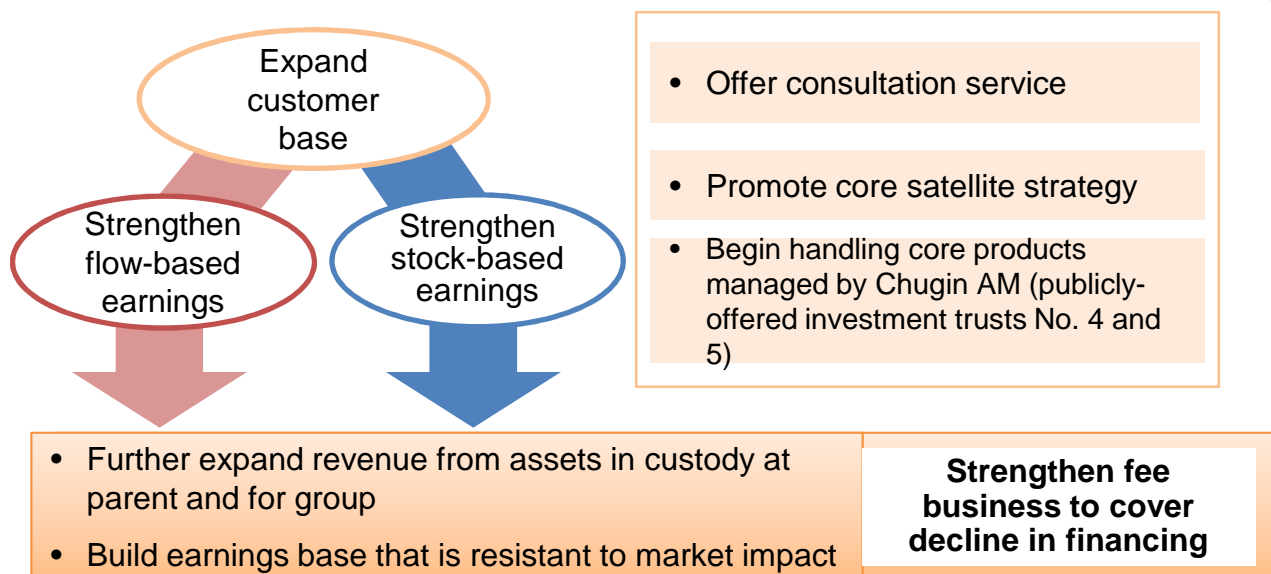 Expand
customer
base
Strengthen
flow-based
earnings
Strengthen
stock-based
earnings
• Offer consultation service
• Promote core satellite strategy
• Begin handling core products
managed by Chugin AM (publicly-
offered investment trusts No. 4 and
5)
• Further expand revenue from assets in custody at
parent and for group
• Build earnings base that is resistant to market impact
Strengthen fee
business to cover
decline in financing